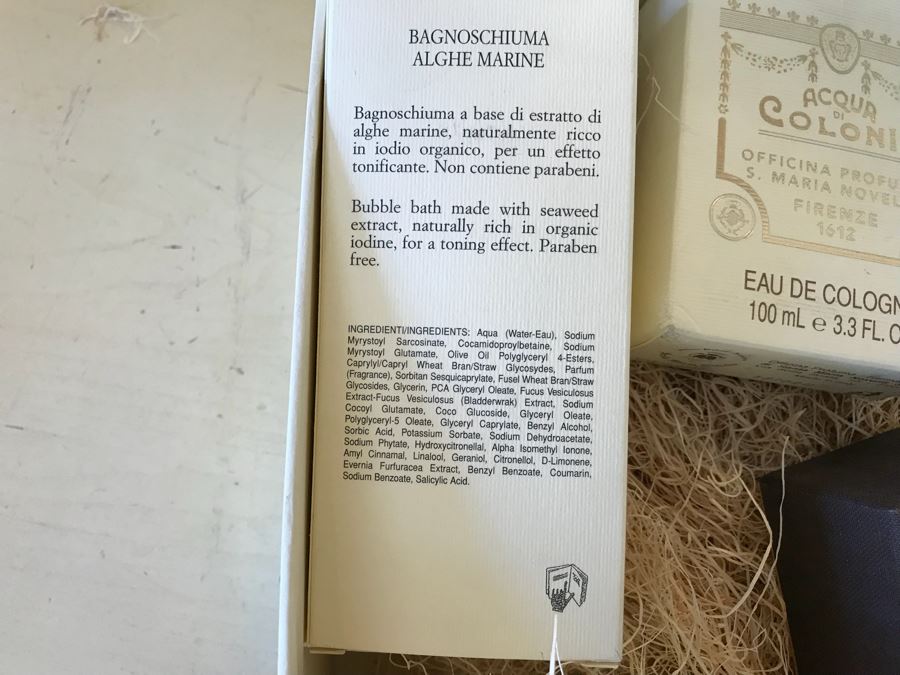 BAGNOSCHIUMA
ALGHE MARINE
Bagnoschiuma a base di estratto di
alghe marine, naturalmente ricco
in iodio organico, per un effetto
tonificante. Non contiene parabeni.
Bubble bath made with seaweed
extract, naturally rich in organic
iodine, for a toning effect. Paraben
free.
INGREDIENTI/INGREDIENTS: Aqua (Water-Eau), Sodium
Myrystoyl Sarcosinate, Cocamidoproylbetaine, Sodium
Myrystoyl Glutamate, Olive Oil Polyglyceryl 4-Esters,
Caprylyl/Capryl Wheat Bran/Straw Glycosydes, Parfum
(Fragrance), Sorbitan Sesquicaprylate, Fusel Wheat Bran/Straw
Glycosides, Glycerin, PCA Glyceryl Oleate, Fucus Vesiculosus
Extract-Fucus Vesiculosus (Bladderwrak) Extract, Sodium
Cocoyl Glutamate, Coco Glucoside, Glyceryl Oleate,
Polyglyceryl-5 Oleate, Glyceryl Caprylate, Benzyl Alcohol,
Sorbic Acid, Potassium Sorbate, Sodium Dehydroacetate,
Sodium Phytate, Hydroxycitronellal, Alpha Isomethyl Ionone,
Amyl Cinnamal, Linalool, Geraniol, Citronellol, D-Limonene,
Evernia Furfuracea Extract, Benzyl Benzoate, Coumarin,
Sodium Benzoate, Salicylic Acid.
ACQUA
DI
COLONI
OFFICINA PROFU
S. MARIA NOVEL
FIRENZE
1612
EAU DE COLOGN
100 mL e 3.3 FL. O